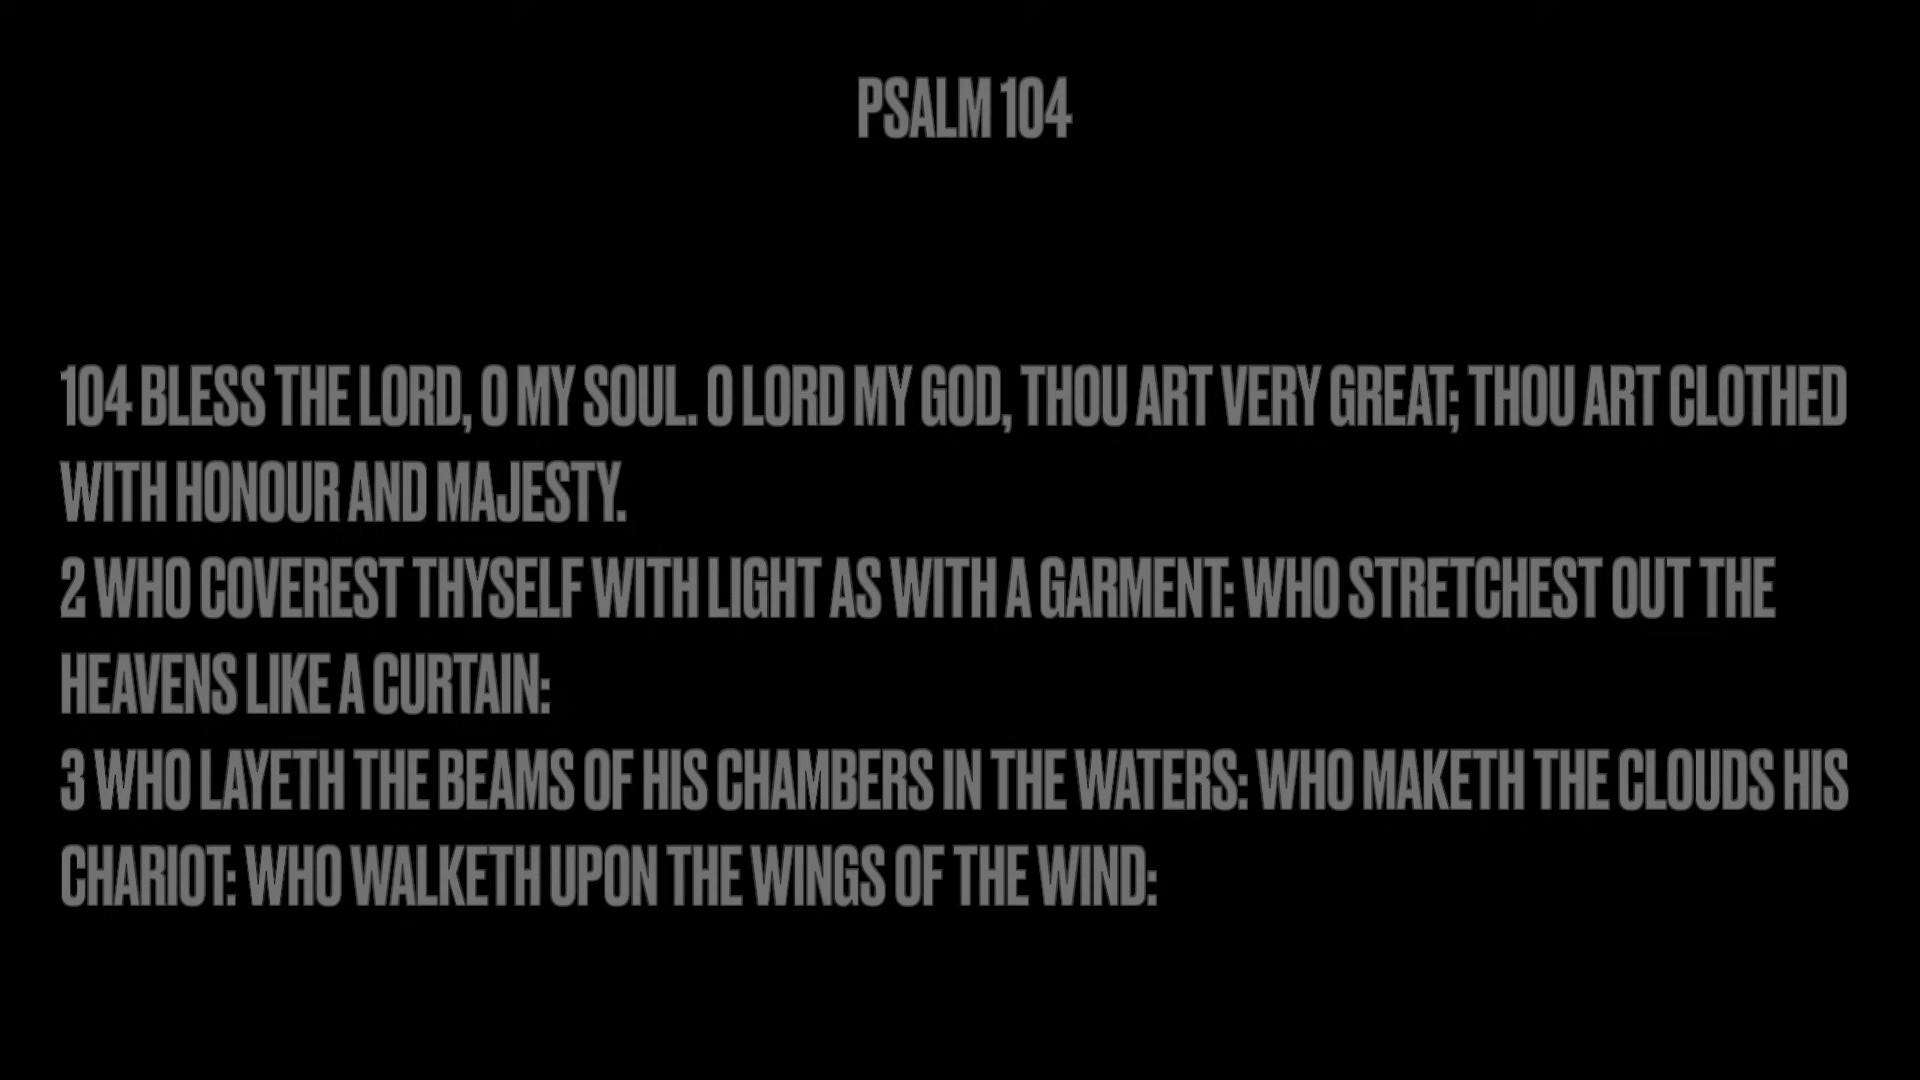 PSALM 104
104 BLESS THE LORD, O MY SOUL. O LORD MY GOD, THOU ART VERY GREAT; THOU ART CLOTHED
WITH HONOUR AND MAJESTY.
2 WHO COVEREST THYSELF WITH LIGHT AS WITH A GARMENT: WHO STRETCHEST OUT THE
HEAVENS LIKE A CURTAIN:
3 WHO LAYETH THE BEAMS OF HIS CHAMBERS IN THE WATERS: WHO MAKETH THE CLOUDS HIS
CHARIOT: WHO WALKETH UPON THE WINGS OF THE WIND: